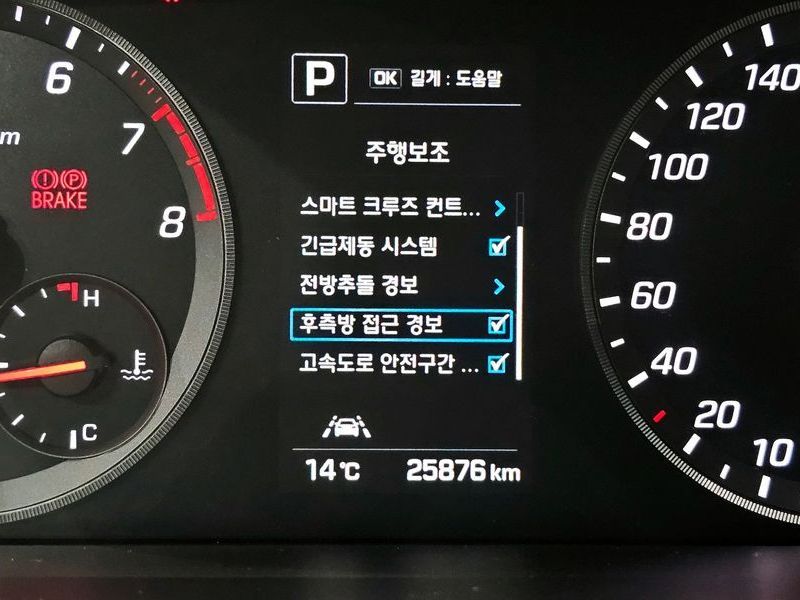 6
7
8
m
BRAKE
H
C
P
OK 길게 : 도움말
주행보조
스마트 크루즈 컨트...
긴급제동 시스템
전방추돌 경보
후측방 접근 경보
고속도로 안전구간 ...
14℃ 25876 km
140
120
100
80
60
40
20
10